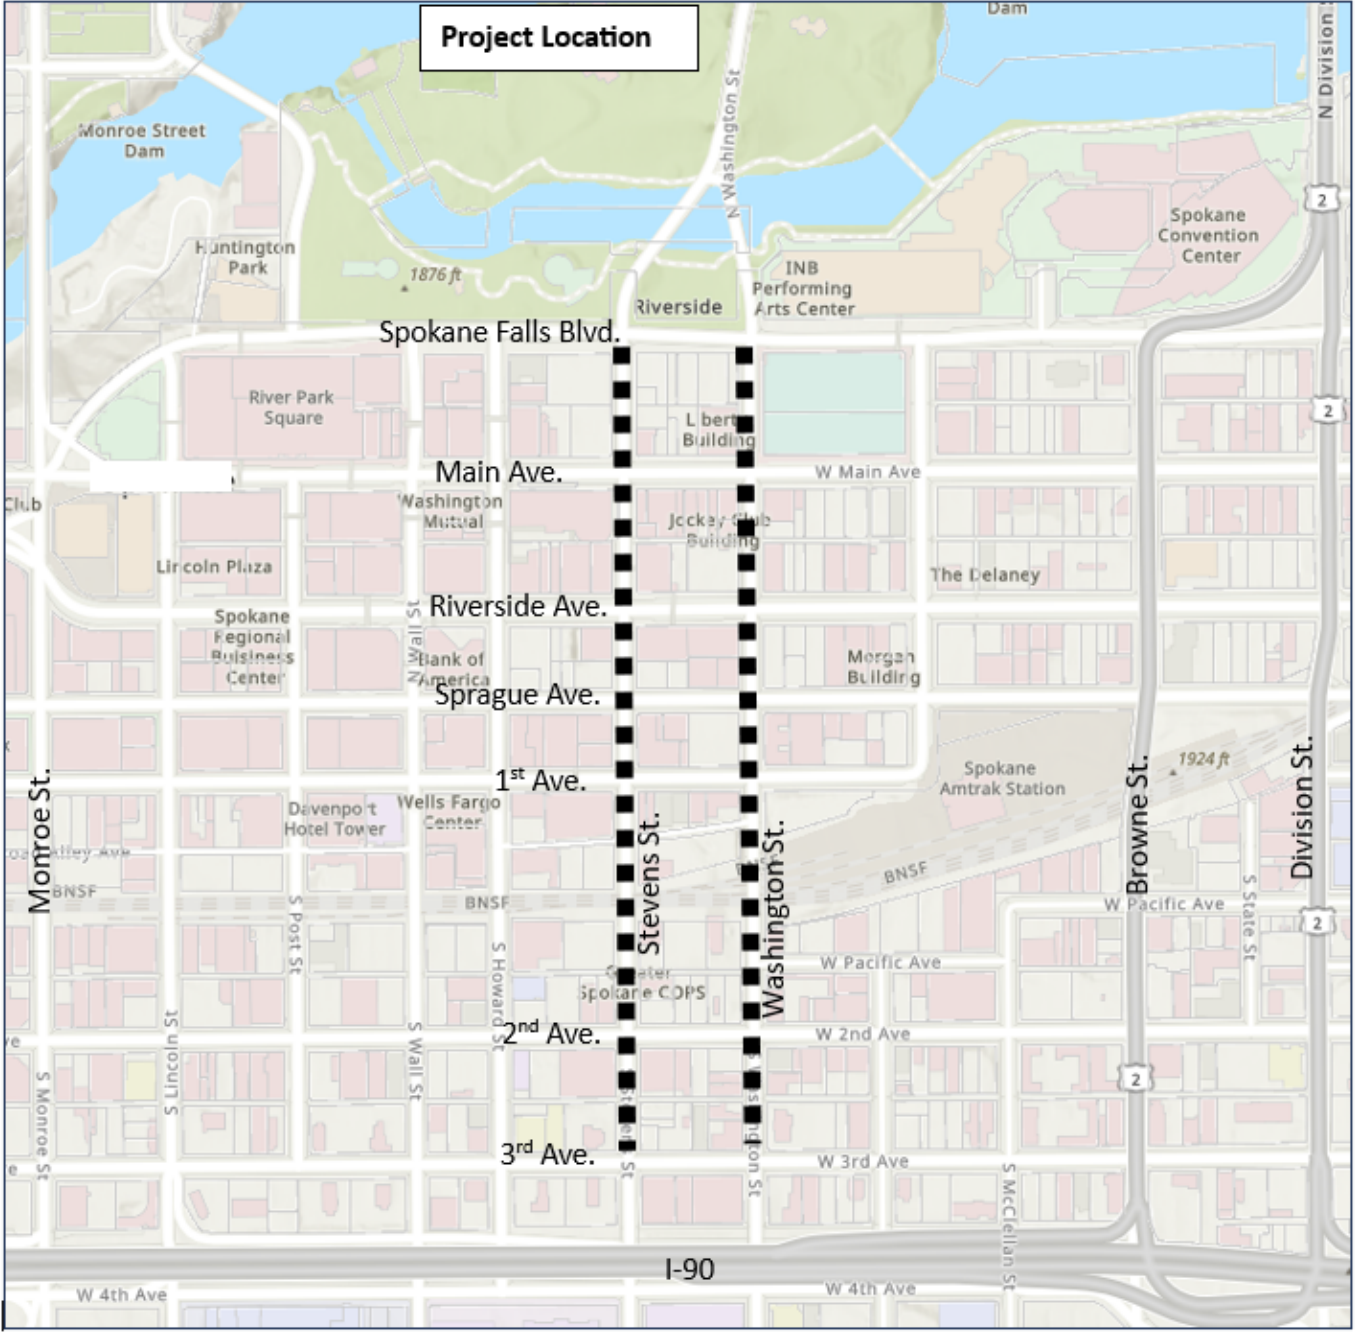 Project Location
Dam
N Division S
N Washington St
Monroe Street
Dam
2
Spokane
Convention
Center
Huntington
Park
1876 ft
INB
Performing
Arts Center
Riverside
N Washington St
Spokane Falls Blvd.
River Park
Square
2
L bert
Building
Main Ave.
W Main Ave
Club
Washington
Mutual
Jockey Club
Building
Lincoln Plaza
The Delaney
Riverside Ave.
Spokane
Regional
Business
Center
N Wall St
Bank of
America
Morgan
Building
Sprague Ave.
1st Ave.
Spokane
Amtrak Station
1924 ft
Monroe St.
Davenport
Hotel Tower
Wells Fargo
Center
Stevens St.
Washington St.
Browne St.
Division St.
BNSF
BNSF
BNSF
W Pacific Ave
S State St
2
S Post St
S Howard St
W Pacific Ave
Spokane COPS
2nd Ave.
W 2nd Ave
S Lincoln St
S Wall St
S Monroe St
2
3rd Ave.
W 3rd Ave
S McClellan St
I-90
W 4th Ave
W 4th Ave